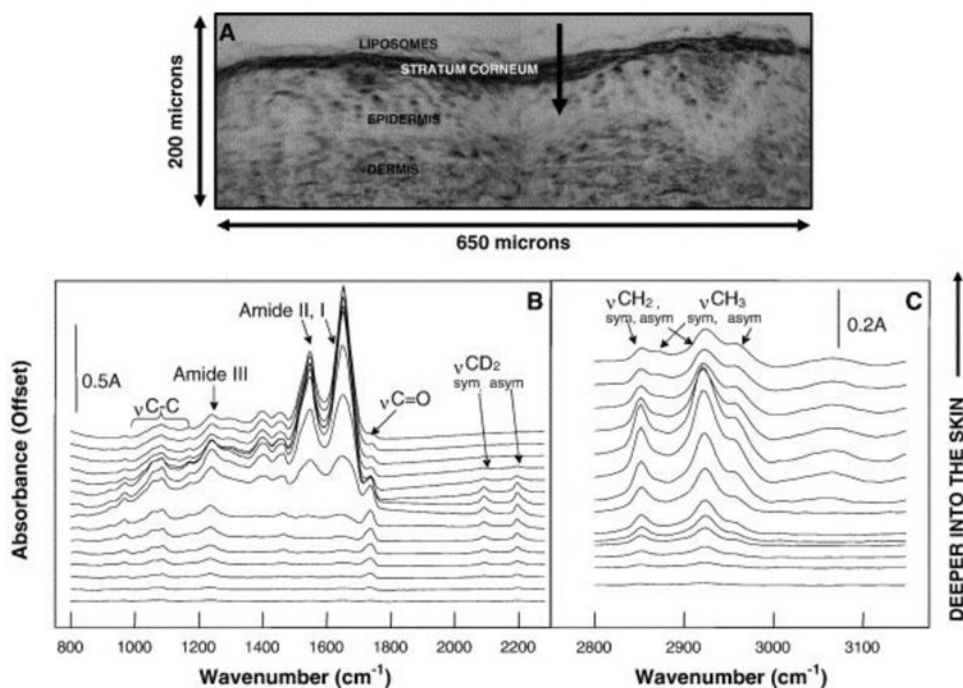 A
LIPOSOMES
STRATUM CORNEUM
EPIDERMIS
DERMIS
200 microns
650 microns
B
Amide II, I
0.5A
Amide III
νC-C
νC=O
νCD2
sym asym
Absorbance (Offset)
800 1000 1200 1400 1600 1800 2000 2200
Wavenumber (cm-1)
C
νCH2, νCH3
sym, asym sym, asym
0.2A
2800 2900 3000 3100
Wavenumber (cm-1)
DEEPER INTO THE SKIN